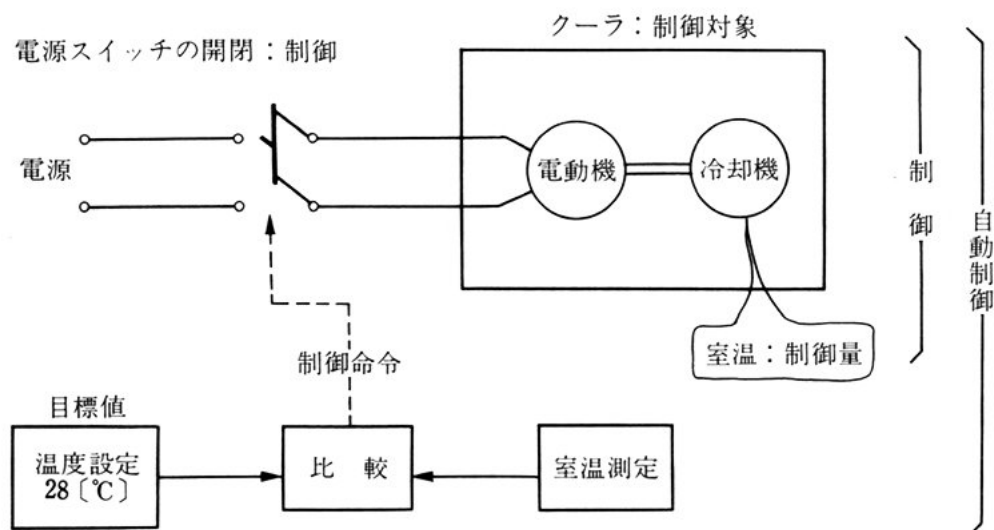 クーラ：制御対象
電源スイッチの開閉：制御
電源
電動機
冷却機
制御
自動制御
室温：制御量
制御命令
目標値
温度設定
28〔℃〕
比較
室温測定